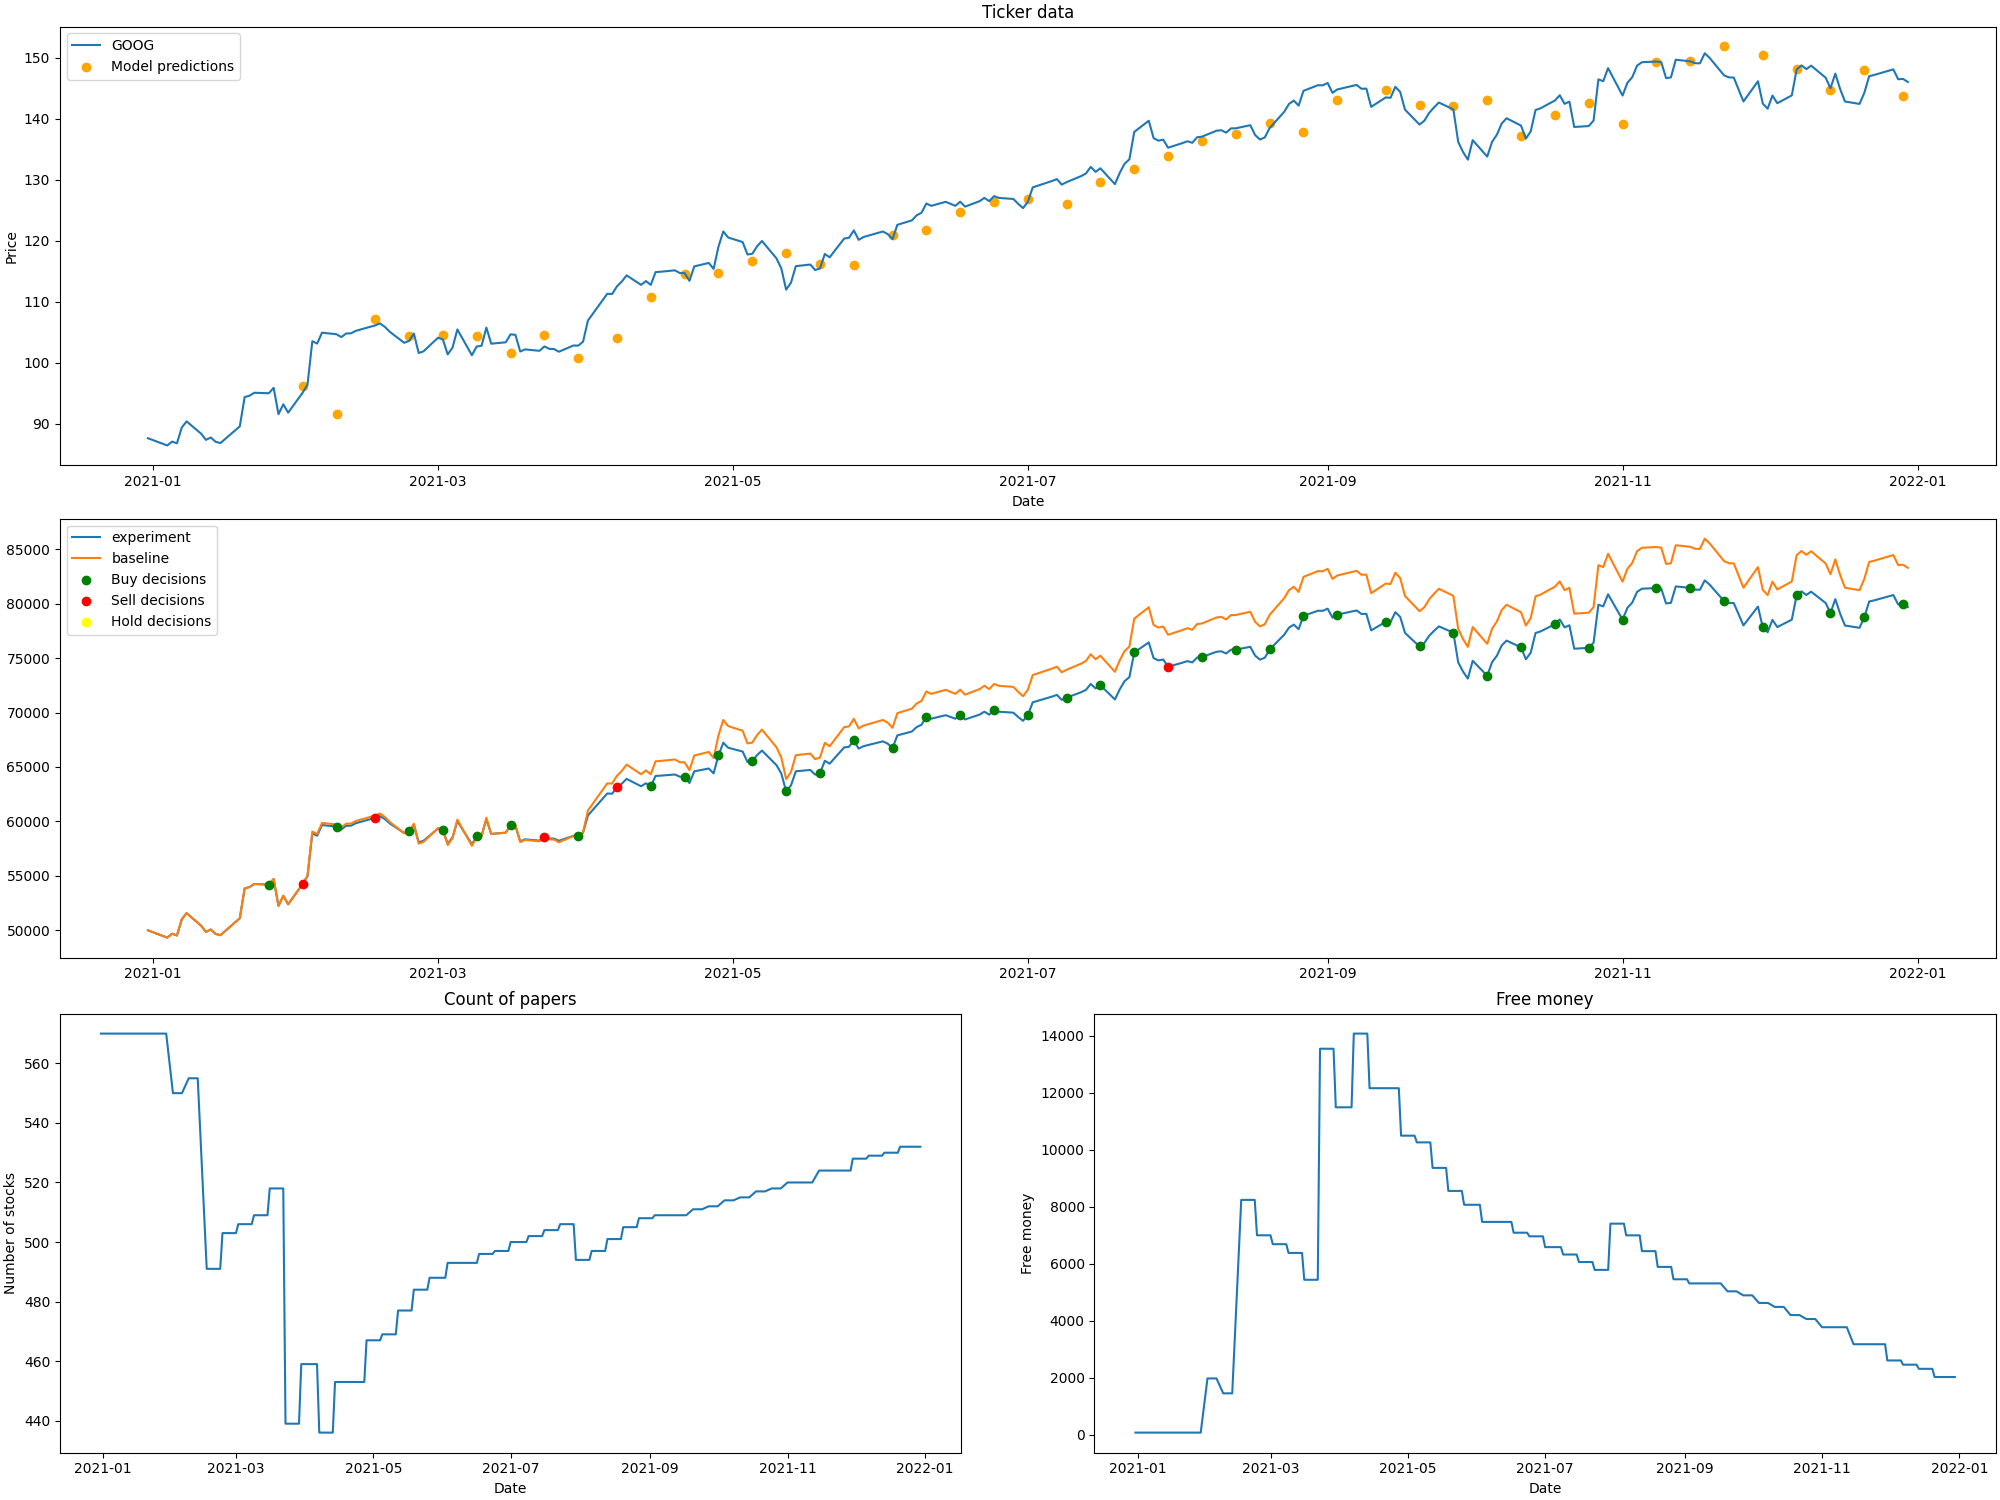 Ticker data
GOOG
Model predictions
150
140
130
120
110
100
90
Price
2021-01 2021-03 2021-05 2021-07 2021-09 2021-11 2022-01
Date
experiment
baseline
Buy decisions
Sell decisions
Hold decisions
85000
80000
75000
70000
65000
60000
55000
50000
2021-01 2021-03 2021-05 2021-07 2021-09 2021-11 2022-01
Count of papers
560
540
520
500
480
460
440
Number of stocks
2021-01 2021-03 2021-05 2021-07 2021-09 2021-11 2022-01
Date
Free money
14000
12000
10000
8000
6000
4000
2000
0
Free money
2021-01 2021-03 2021-05 2021-07 2021-09 2021-11 2022-01
Date